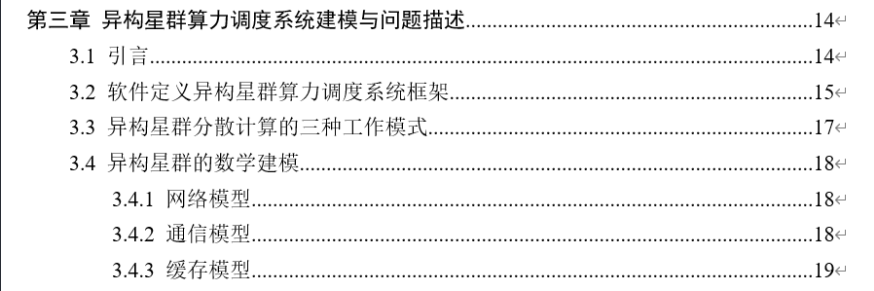 第三章 异构星群算力调度系统建模与问题描述........................................14
3.1 引言........................................14
3.2 软件定义异构星群算力调度系统框架........................................15
3.3 异构星群分散计算的三种工作模式........................................17
3.4 异构星群的数学建模........................................18
3.4.1 网络模型........................................18
3.4.2 通信模型........................................18
3.4.3 缓存模型........................................19